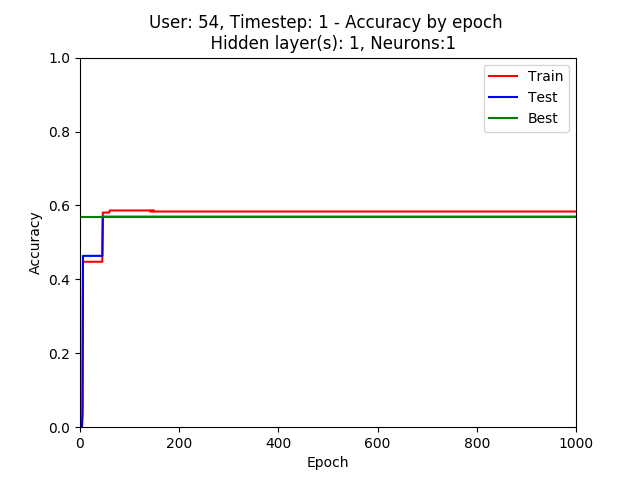 User: 54, Timestep: 1 - Accuracy by epoch
Hidden layer(s): 1, Neurons:1
1.0
0.8
0.6
0.4
0.2
0.0
Accuracy
Train
Test
Best
0
200
400
600
800
1000
Epoch